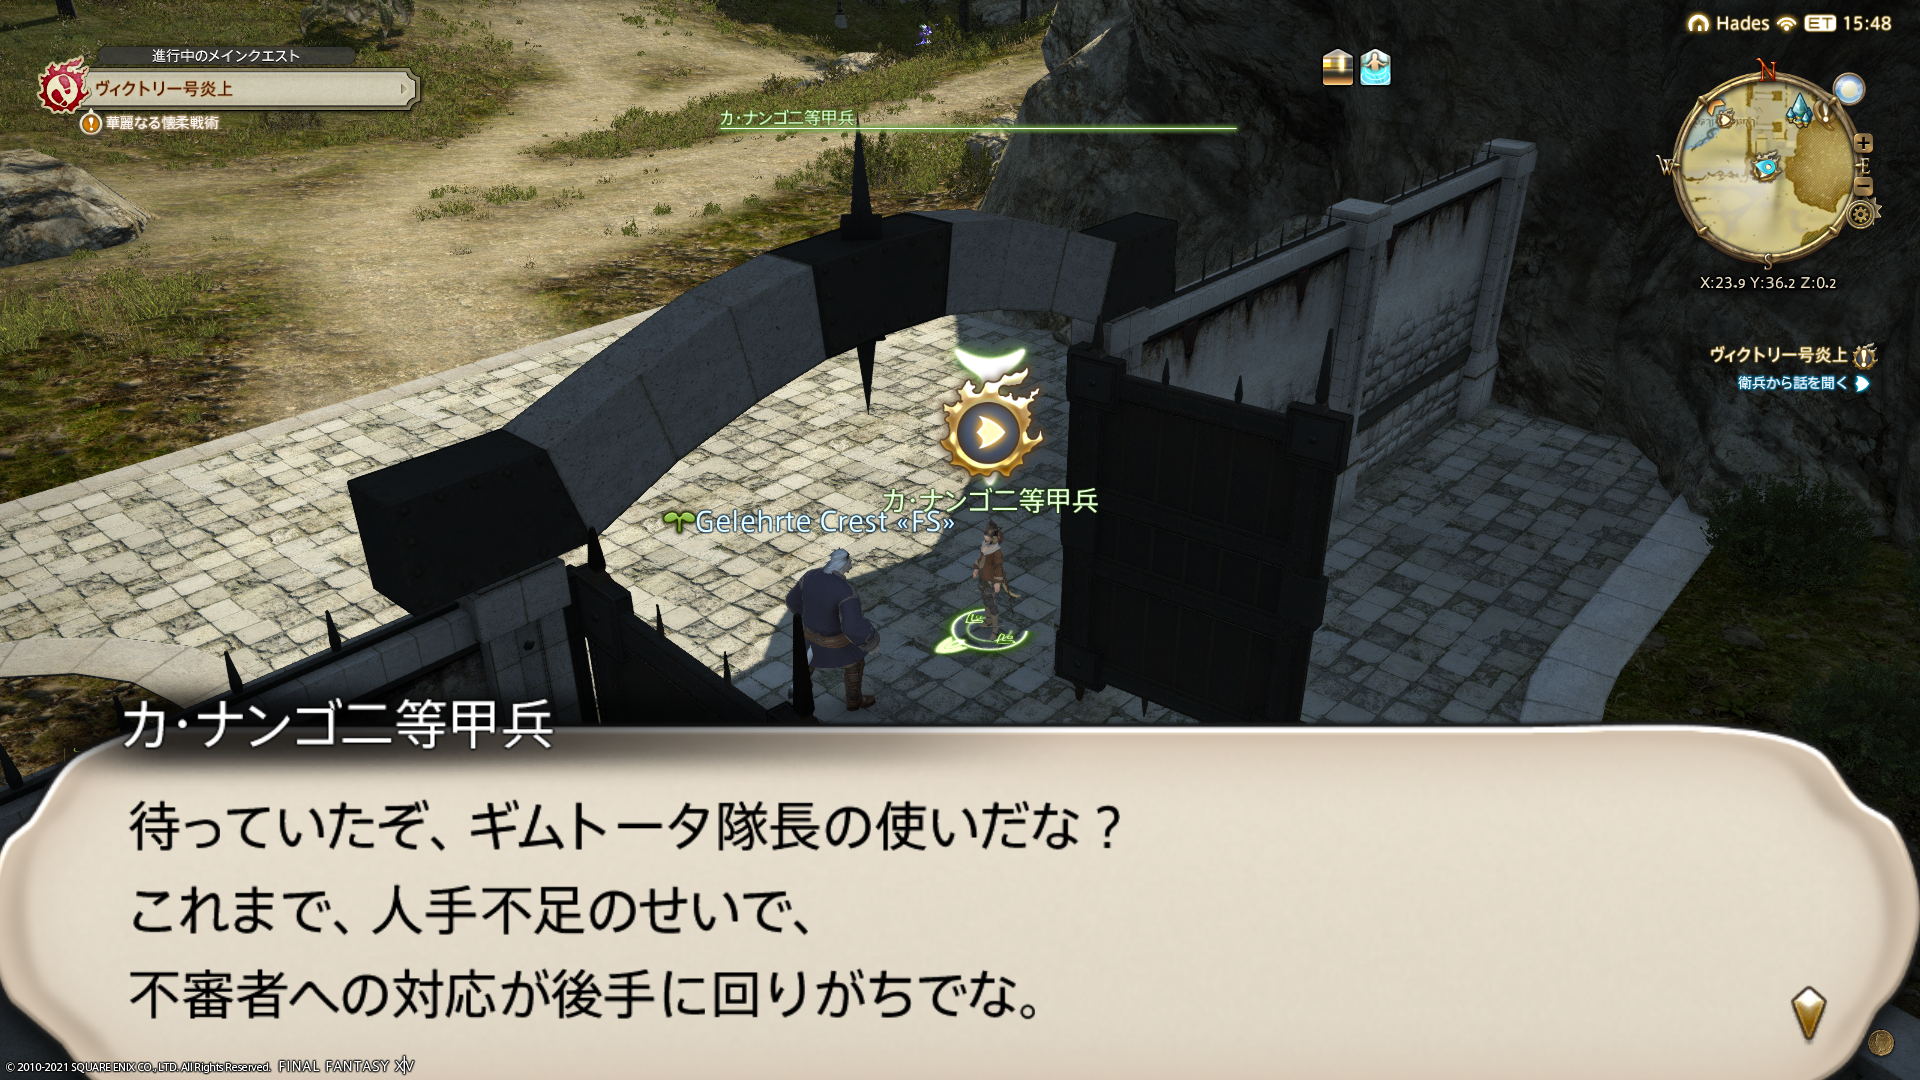 Hades ET 15:48
進行中のメインクエスト
ヴィクトリー号炎上
華麗なる懐柔戦術
カ・ナンゴ二等甲兵
N
W
E
S
X:23.9 Y:36.2 Z:0.2
ヴィクトリー号炎上
衛兵から話を聞く
カ・ナンゴ二等甲兵
Gelehrte Crest «FS»
カ・ナンゴ二等甲兵
待っていたぞ、ギムトータ隊長の使いだな？
これまで、人手不足のせいで、
不審者への対応が後手に回りがちでな。
© 2010-2021 SQUARE ENIX CO., LTD. All Rights Reserved. FINAL FANTASY XIV